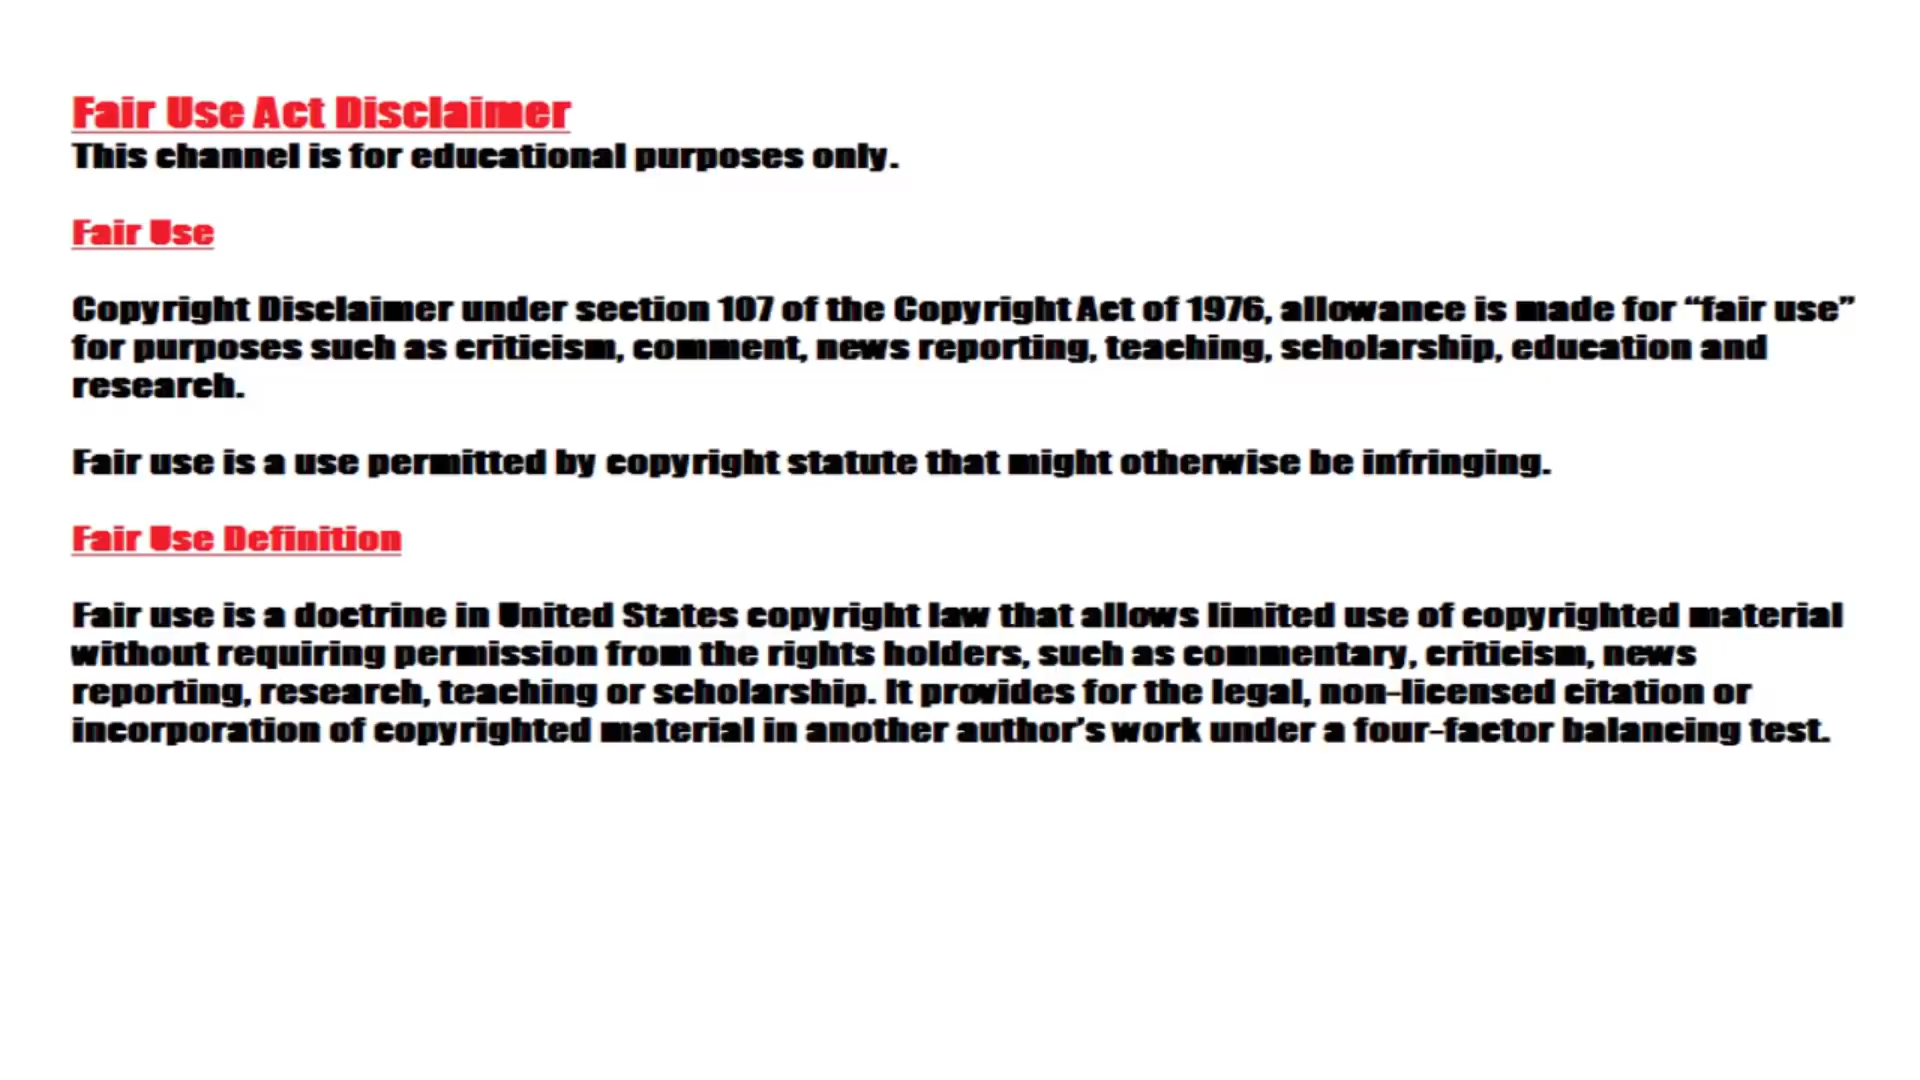 Fair Use Act Disclaimer
This channel is for educational purposes only.
Fair Use
Copyright Disclaimer under section 107 of the Copyright Act of 1976, allowance is made for “fair use”
for purposes such as criticism, comment, news reporting, teaching, scholarship, education and
research.
Fair use is a use permitted by copyright statute that might otherwise be infringing.
Fair Use Definition
Fair use is a doctrine in United States copyright law that allows limited use of copyrighted material
without requiring permission from the rights holders, such as commentary, criticism, news
reporting, research, teaching or scholarship. It provides for the legal, non-licensed citation or
incorporation of copyrighted material in another author’s work under a four-factor balancing test.